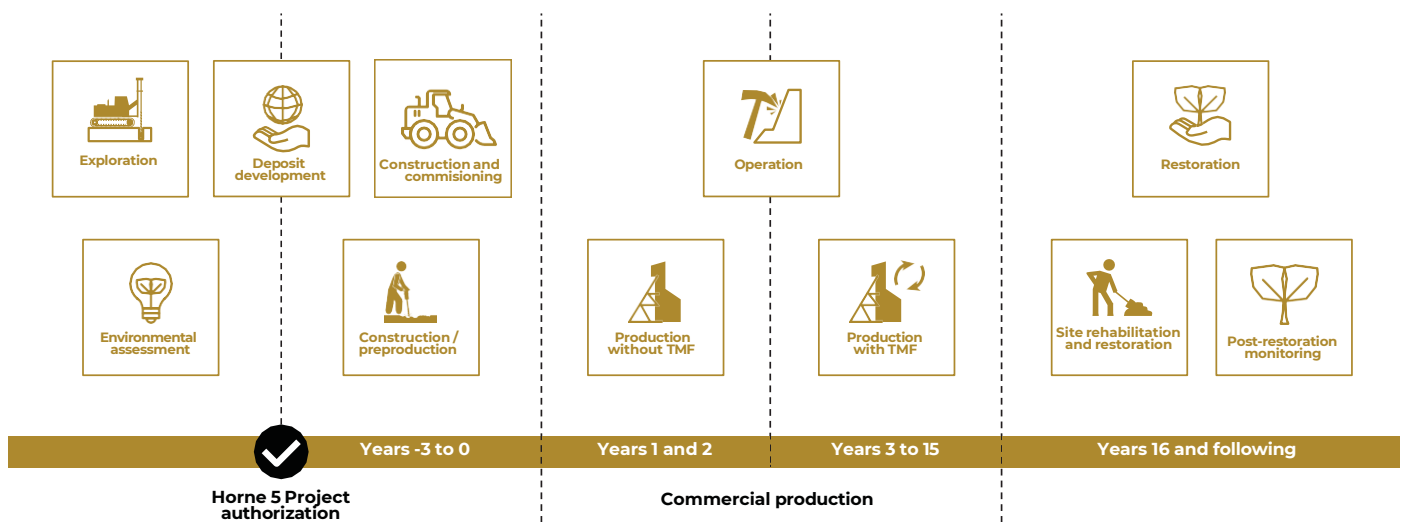 Exploration
Deposit
development
Construction and
commisioning
Operation
Restoration
Environmental
assessment
Construction /
preproduction
Production
without TMF
Production
with TMF
Site rehabilitation
and restoration
Post-restoration
monitoring
Years -3 to 0
Years 1 and 2
Years 3 to 15
Years 16 and following
Horne 5 Project
authorization
Commercial production